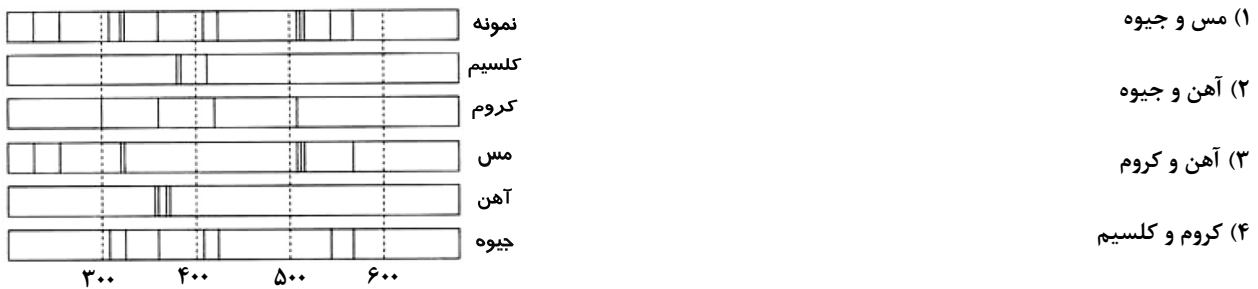 ۱) مس و جیوه
۲) آهن و جیوه
۳) آهن و کروم
۴) کروم و کلسیم
نمونه
کلسیم
کروم
مس
آهن
جیوه
۳۰۰ ۴۰۰ ۵۰۰ ۶۰۰